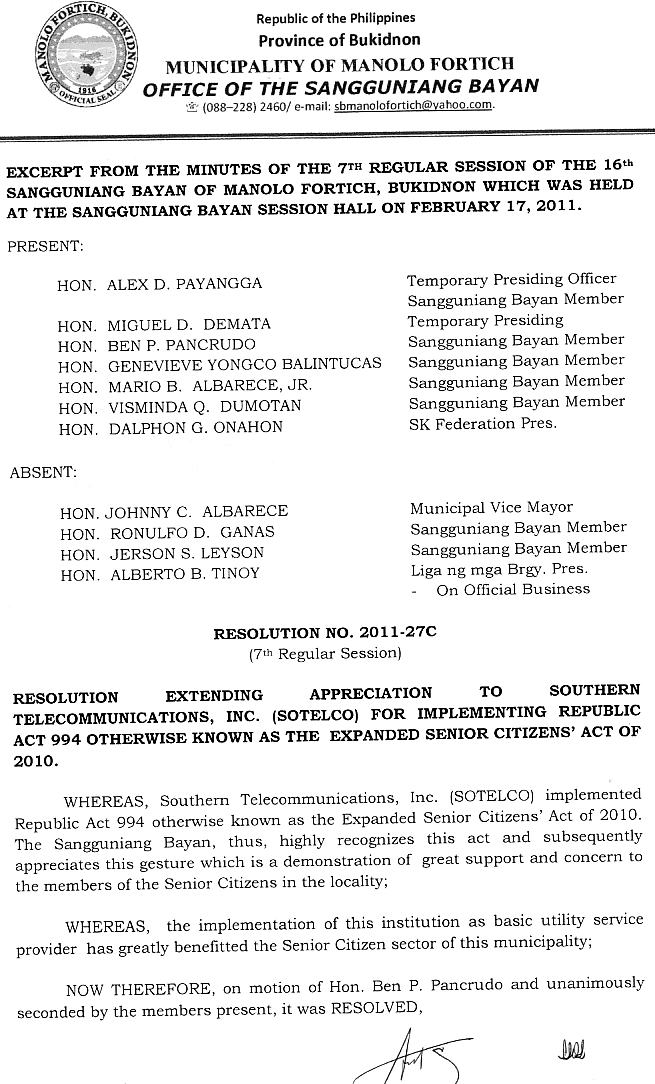 MANOLO FORTICH, BUKIDNON
1916
OFFICIAL SEAL
Republic of the Philippines
Province of Bukidnon
MUNICIPALITY OF MANOLO FORTICH
OFFICE OF THE SANGGUNIANG BAYAN
☏ (088–228) 2460/ e-mail: sbmanolofortich@yahoo.com.
EXCERPT FROM THE MINUTES OF THE 7TH REGULAR SESSION OF THE 16th
SANGGUNIANG BAYAN OF MANOLO FORTICH, BUKIDNON WHICH WAS HELD
AT THE SANGGUNIANG BAYAN SESSION HALL ON FEBRUARY 17, 2011.
PRESENT:
HON. ALEX D. PAYANGGA Temporary Presiding Officer
Sangguniang Bayan Member
HON. MIGUEL D. DEMATA Temporary Presiding
HON. BEN P. PANCRUDO Sangguniang Bayan Member
HON. GENEVIEVE YONGCO BALINTUCAS Sangguniang Bayan Member
HON. MARIO B. ALBARECE, JR. Sangguniang Bayan Member
HON. VISMINDA Q. DUMOTAN Sangguniang Bayan Member
HON. DALPHON G. ONAHON SK Federation Pres.
ABSENT:
HON. JOHNNY C. ALBARECE Municipal Vice Mayor
HON. RONULFO D. GANAS Sangguniang Bayan Member
HON. JERSON S. LEYSON Sangguniang Bayan Member
HON. ALBERTO B. TINOY Liga ng mga Brgy. Pres.
- On Official Business
RESOLUTION NO. 2011-27C
(7th Regular Session)
RESOLUTION EXTENDING APPRECIATION TO SOUTHERN
TELECOMMUNICATIONS, INC. (SOTELCO) FOR IMPLEMENTING REPUBLIC
ACT 994 OTHERWISE KNOWN AS THE EXPANDED SENIOR CITIZENS' ACT OF
2010.
WHEREAS, Southern Telecommunications, Inc. (SOTELCO) implemented
Republic Act 994 otherwise known as the Expanded Senior Citizens' Act of 2010.
The Sangguniang Bayan, thus, highly recognizes this act and subsequently
appreciates this gesture which is a demonstration of great support and concern to
the members of the Senior Citizens in the locality;
WHEREAS, the implementation of this institution as basic utility service
provider has greatly benefitted the Senior Citizen sector of this municipality;
NOW THEREFORE, on motion of Hon. Ben P. Pancrudo and unanimously
seconded by the members present, it was RESOLVED,